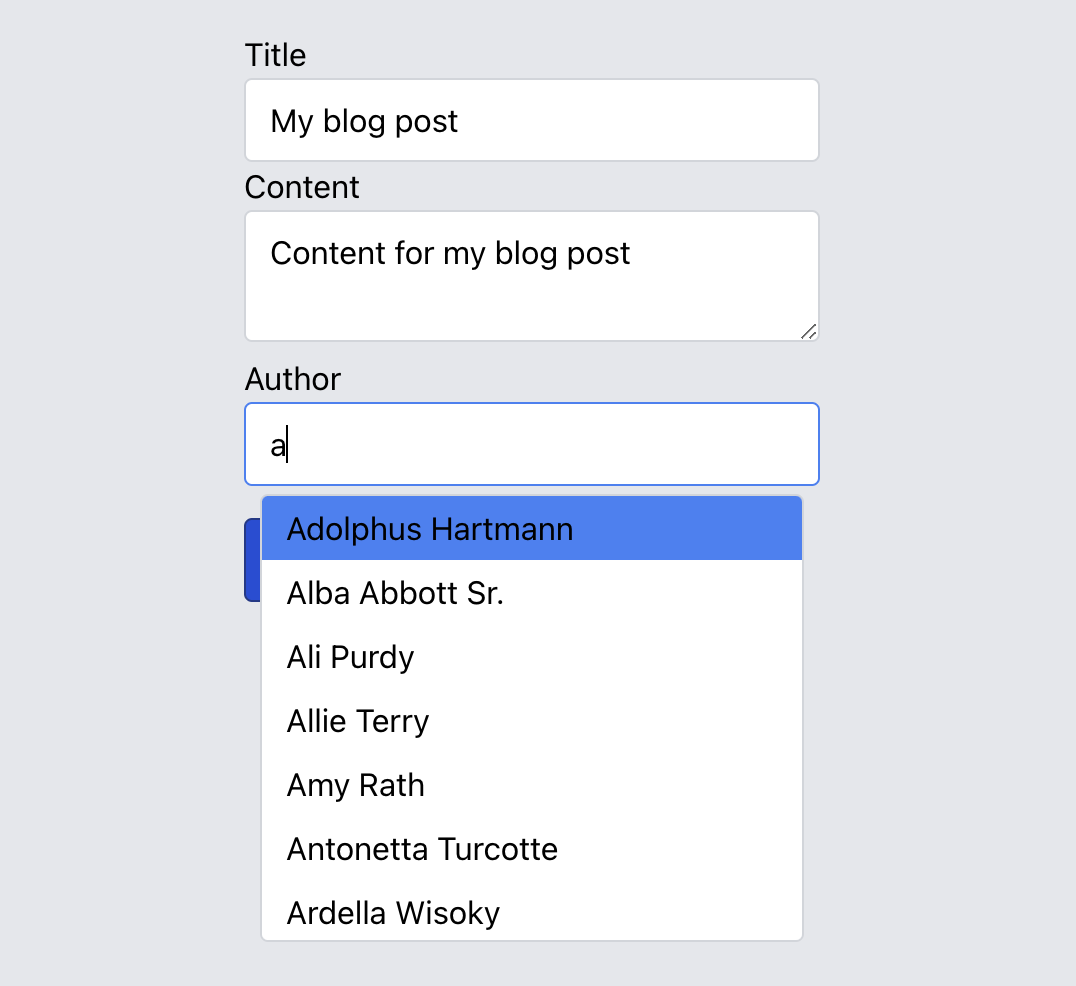 Title
My blog post
Content
Content for my blog post
Author
a
Adolphus Hartmann
Alba Abbott Sr.
Ali Purdy
Allie Terry
Amy Rath
Antonetta Turcotte
Ardella Wisoky